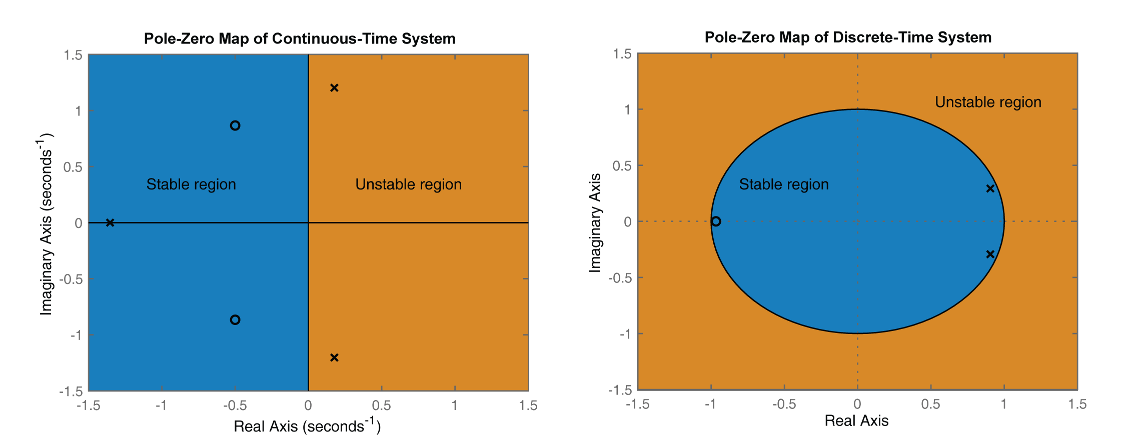 Pole-Zero Map of Continuous-Time System
1.5
1
0.5
0
-0.5
-1
-1.5
Imaginary Axis (seconds⁻¹)
Stable region
Unstable region
-1.5 -1 -0.5 0 0.5 1 1.5
Real Axis (seconds⁻¹)
Pole-Zero Map of Discrete-Time System
1.5
1
0.5
0
-0.5
-1
-1.5
Imaginary Axis
Unstable region
Stable region
-1.5 -1 -0.5 0 0.5 1 1.5
Real Axis